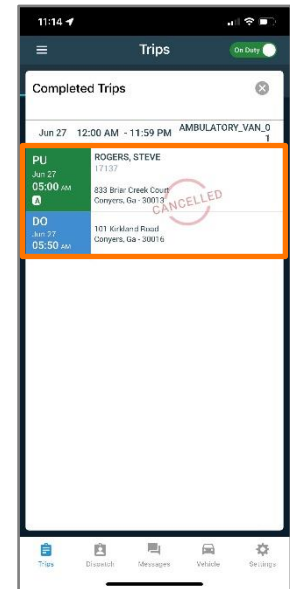 11:14
Trips
On Duty
Completed Trips
Jun 27 12:00 AM - 11:59 PM AMBULATORY_VAN_0
1
PU
Jun 27
05:00 AM
A
ROGERS, STEVE
17137
833 Briar Creek Court
Conyers, Ga - 30013
CANCELLED
DO
Jun 27
05:50 AM
101 Kirkland Road
Conyers, Ga - 30016
Trips
Dispatch
Messages
Vehicle
Settings